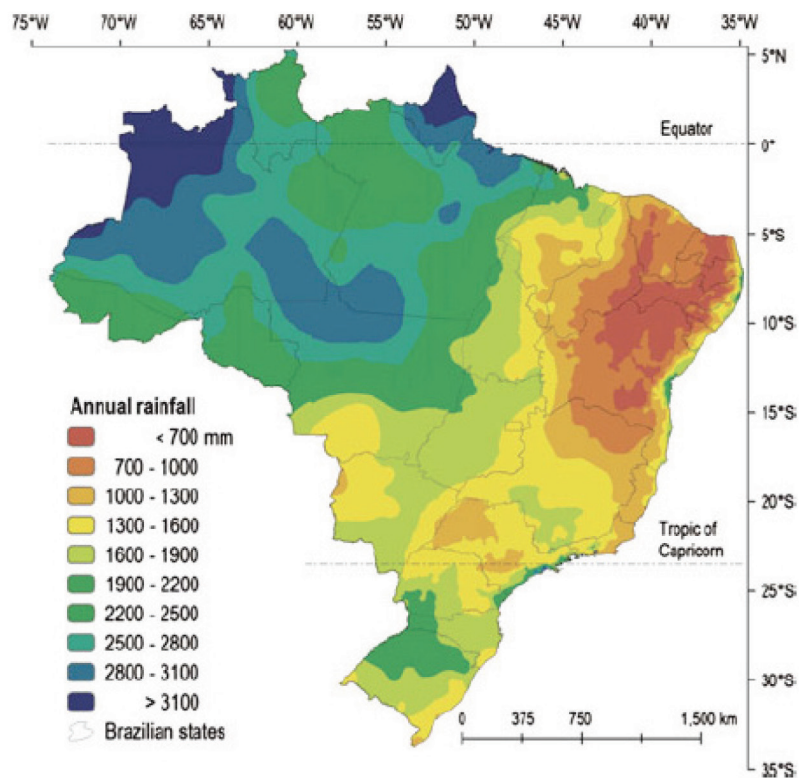 75°W 70°W 65°W 60°W 55°W 50°W 45°W 40°W 35°W
5°N
Equator
0°
5°S
10°S
15°S
20°S
Tropic of
Capricorn
25°S
30°S
35°S
Annual rainfall
< 700 mm
700 - 1000
1000 - 1300
1300 - 1600
1600 - 1900
1900 - 2200
2200 - 2500
2500 - 2800
2800 - 3100
> 3100
Brazilian states
0 375 750 1,500 km